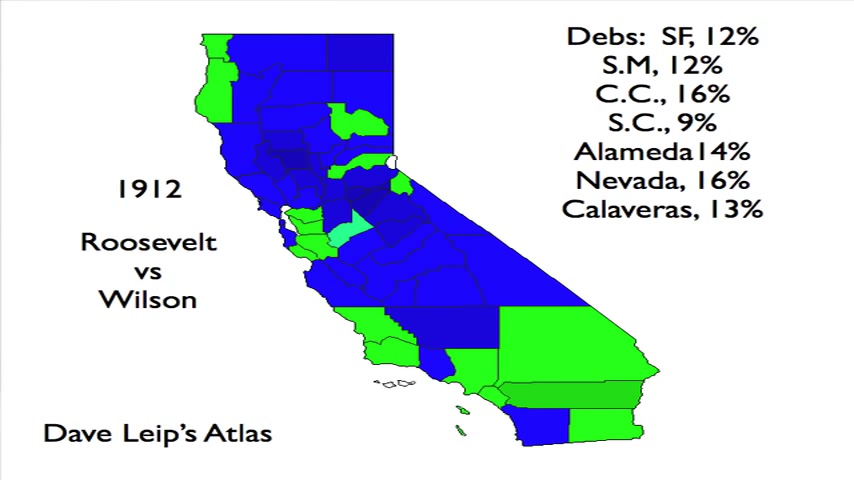 Debs: SF, 12%
S.M, 12%
C.C., 16%
S.C., 9%
Alameda14%
Nevada, 16%
Calaveras, 13%
1912
Roosevelt
vs
Wilson
Dave Leip's Atlas